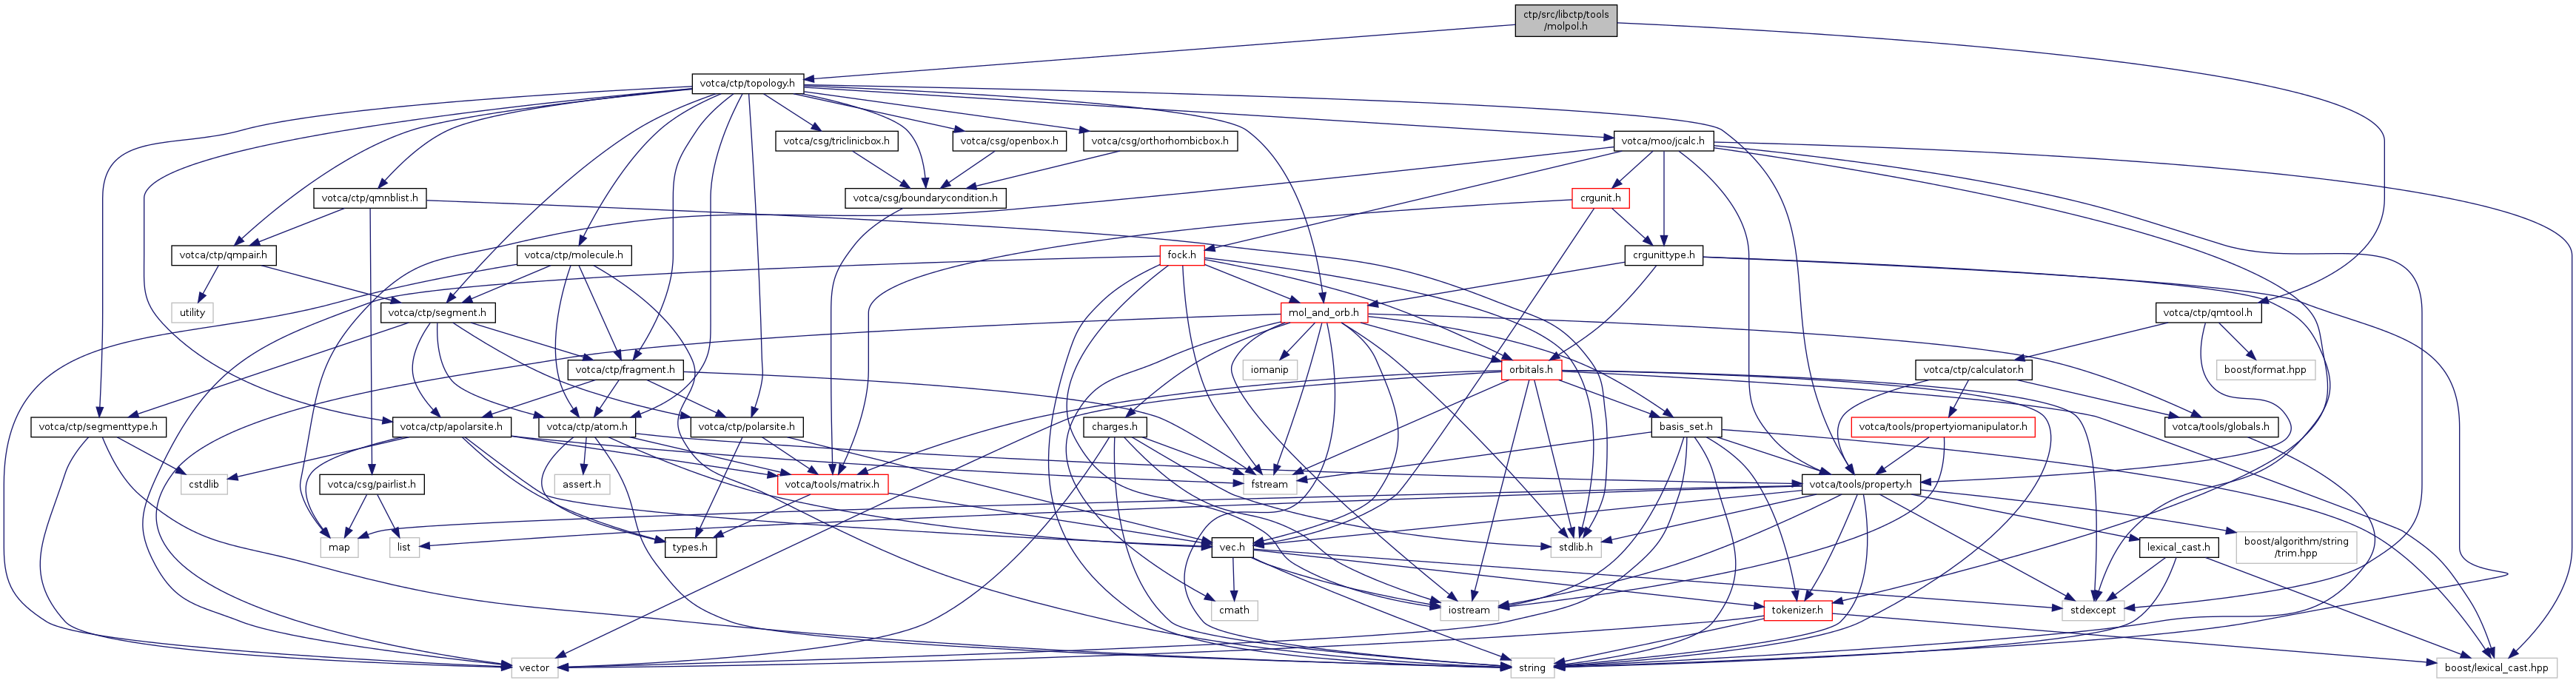 ctp/src/libctp/tools
/molpol.h
votca/ctp/topology.h
votca/csg/triclinicbox.h
votca/csg/openbox.h
votca/csg/orthorhombicbox.h
votca/moo/jcalc.h
votca/ctp/qmnblist.h
votca/csg/boundarycondition.h
crgunit.h
votca/ctp/qmpair.h
votca/ctp/molecule.h
fock.h
crgunittype.h
utility
votca/ctp/segment.h
mol_and_orb.h
votca/ctp/qmtool.h
votca/ctp/fragment.h
iomanip
orbitals.h
votca/ctp/calculator.h
boost/format.hpp
votca/ctp/segmenttype.h
votca/ctp/apolarsite.h
votca/ctp/atom.h
votca/ctp/polarsite.h
charges.h
basis_set.h
votca/tools/propertyiomanipulator.h
votca/tools/globals.h
cstdlib
votca/csg/pairlist.h
assert.h
votca/tools/matrix.h
fstream
votca/tools/property.h
map
list
types.h
vec.h
stdlib.h
lexical_cast.h
boost/algorithm/string
/trim.hpp
cmath
iostream
tokenizer.h
stdexcept
vector
string
boost/lexical_cast.hpp